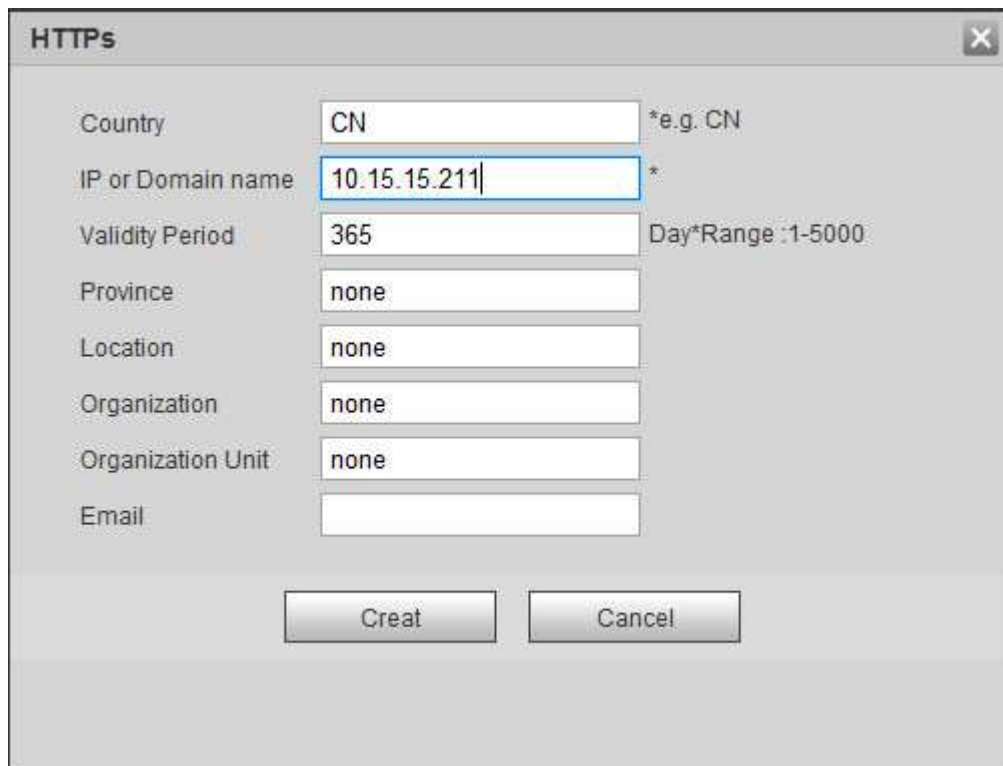 HTTPs
Country CN *e.g. CN
IP or Domain name 10.15.15.211 *
Validity Period 365 Day*Range :1-5000
Province none
Location none
Organization none
Organization Unit none
Email
Creat Cancel